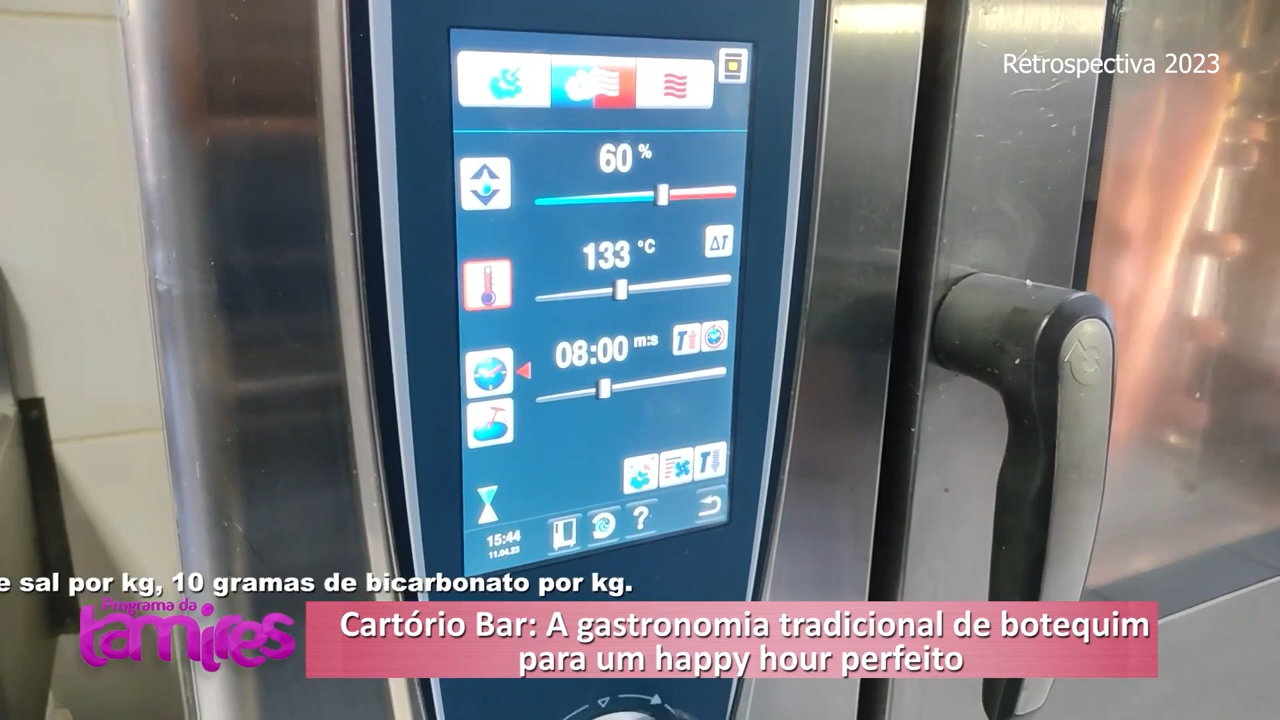 Retrospectiva 2023
60 %
133 °C
ΔT
08:00 m:s
T
T
?
15:44
11.04.23
e sal por kg, 10 gramas de bicarbonato por kg.
Programa da
Tamires
Cartório Bar: A gastronomia tradicional de botequim
para um happy hour perfeito